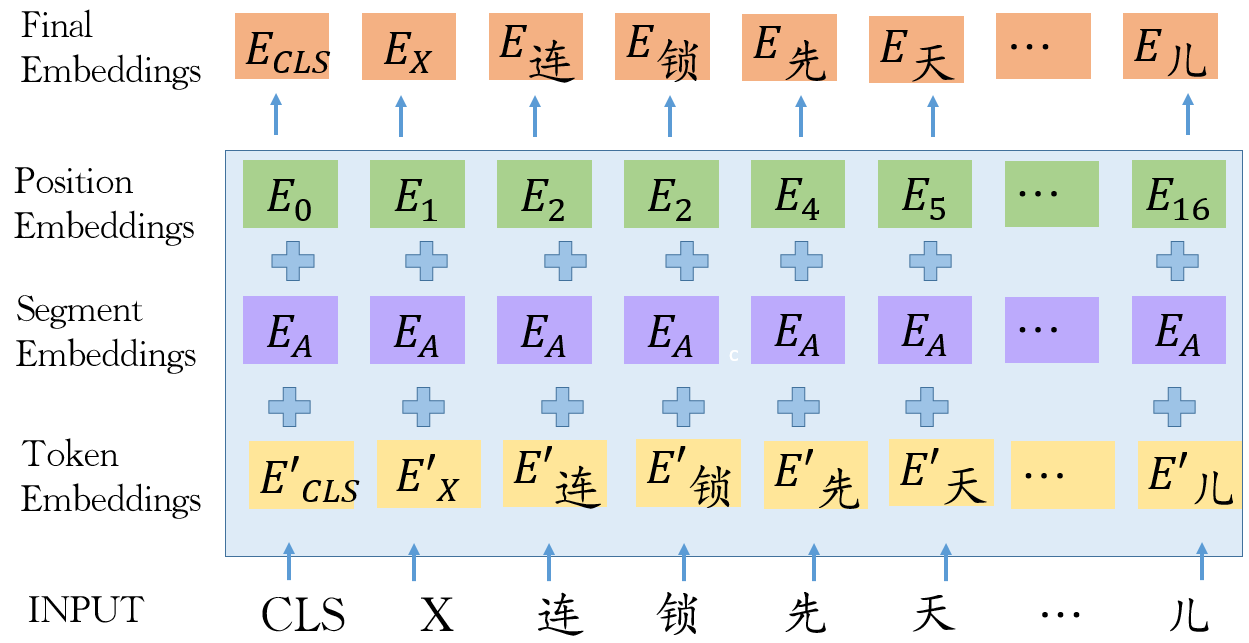 Final Embeddings E_CLS E_X E_连 E_锁 E_先 E_天 ⋯ E_儿
Position Embeddings E_0 E_1 E_2 E_2 E_4 E_5 ⋯ E_16
Segment Embeddings E_A E_A E_A E_A c E_A E_A ⋯ E_A
Token Embeddings E'_CLS E'_X E'_连 E'_锁 E'_先 E'_天 ⋯ E'_儿
INPUT CLS X 连 锁 先 天 ⋯ 儿